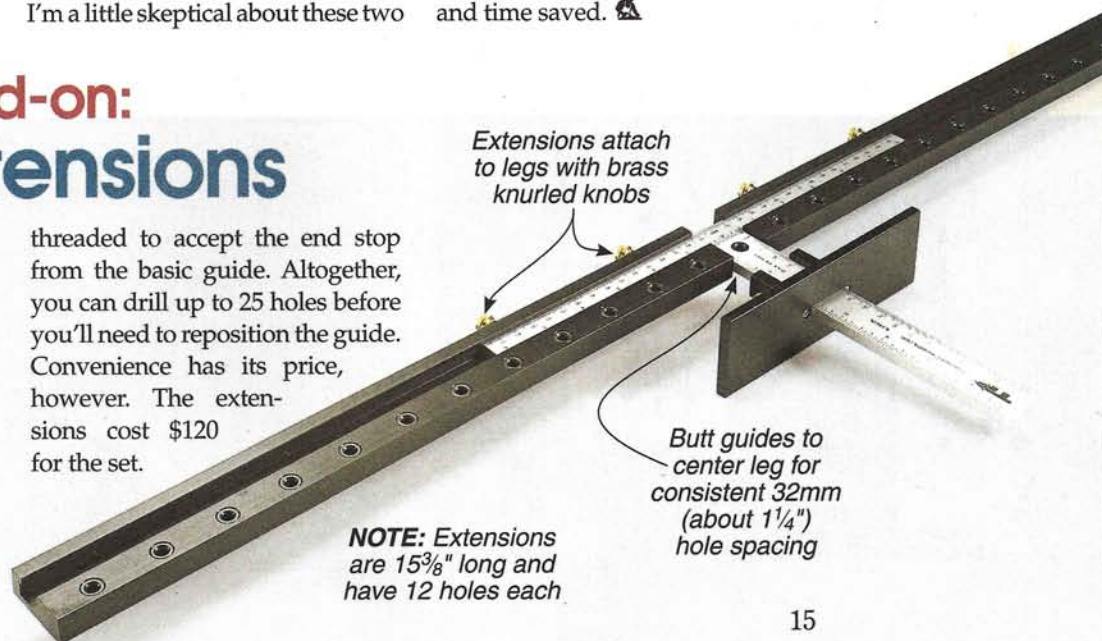 I'm a little skeptical about these two
and time saved.
d-on:
ensions
threaded to accept the end stop
from the basic guide. Altogether,
you can drill up to 25 holes before
you'll need to reposition the guide.
Convenience has its price,
however. The exten-
sions cost $120
for the set.
Extensions attach
to legs with brass
knurled knobs
Butt guides to
center leg for
consistent 32mm
(about 1¼")
hole spacing
NOTE: Extensions
are 15⅜" long and
have 12 holes each
15